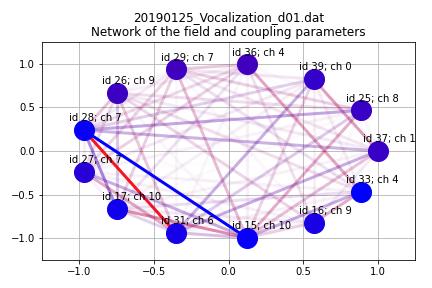 20190125_Vocalization_d01.dat
Network of the field and coupling parameters
id 36; ch 4
id 29; ch 7
id 39; ch 0
id 26; ch 9
id 25; ch 8
id 28; ch 7
id 37; ch 1
id 27; ch 7
id 33; ch 4
id 17; ch 10
id 16; ch 9
id 31; ch 6
id 15; ch 10
1.0
0.5
0.0
−0.5
−1.0
−1.0
−0.5
0.0
0.5
1.0